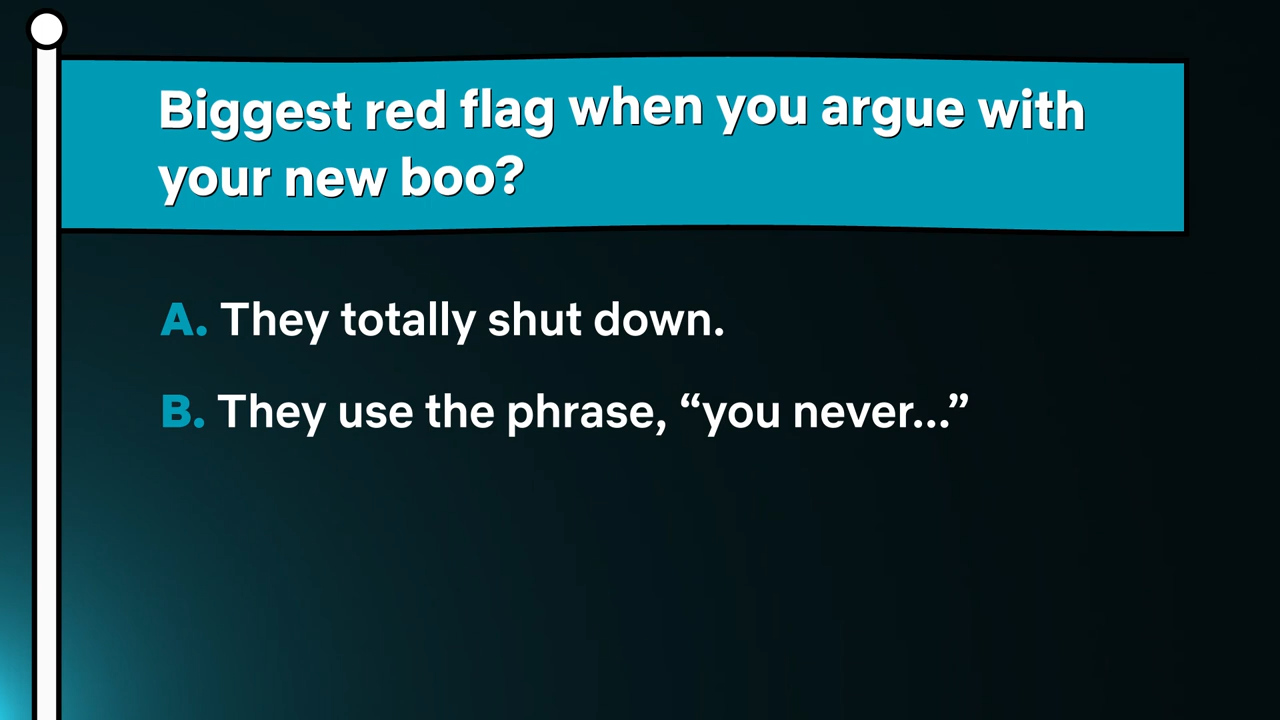 Biggest red flag when you argue with
your new boo?
A. They totally shut down.
B. They use the phrase, “you never...”